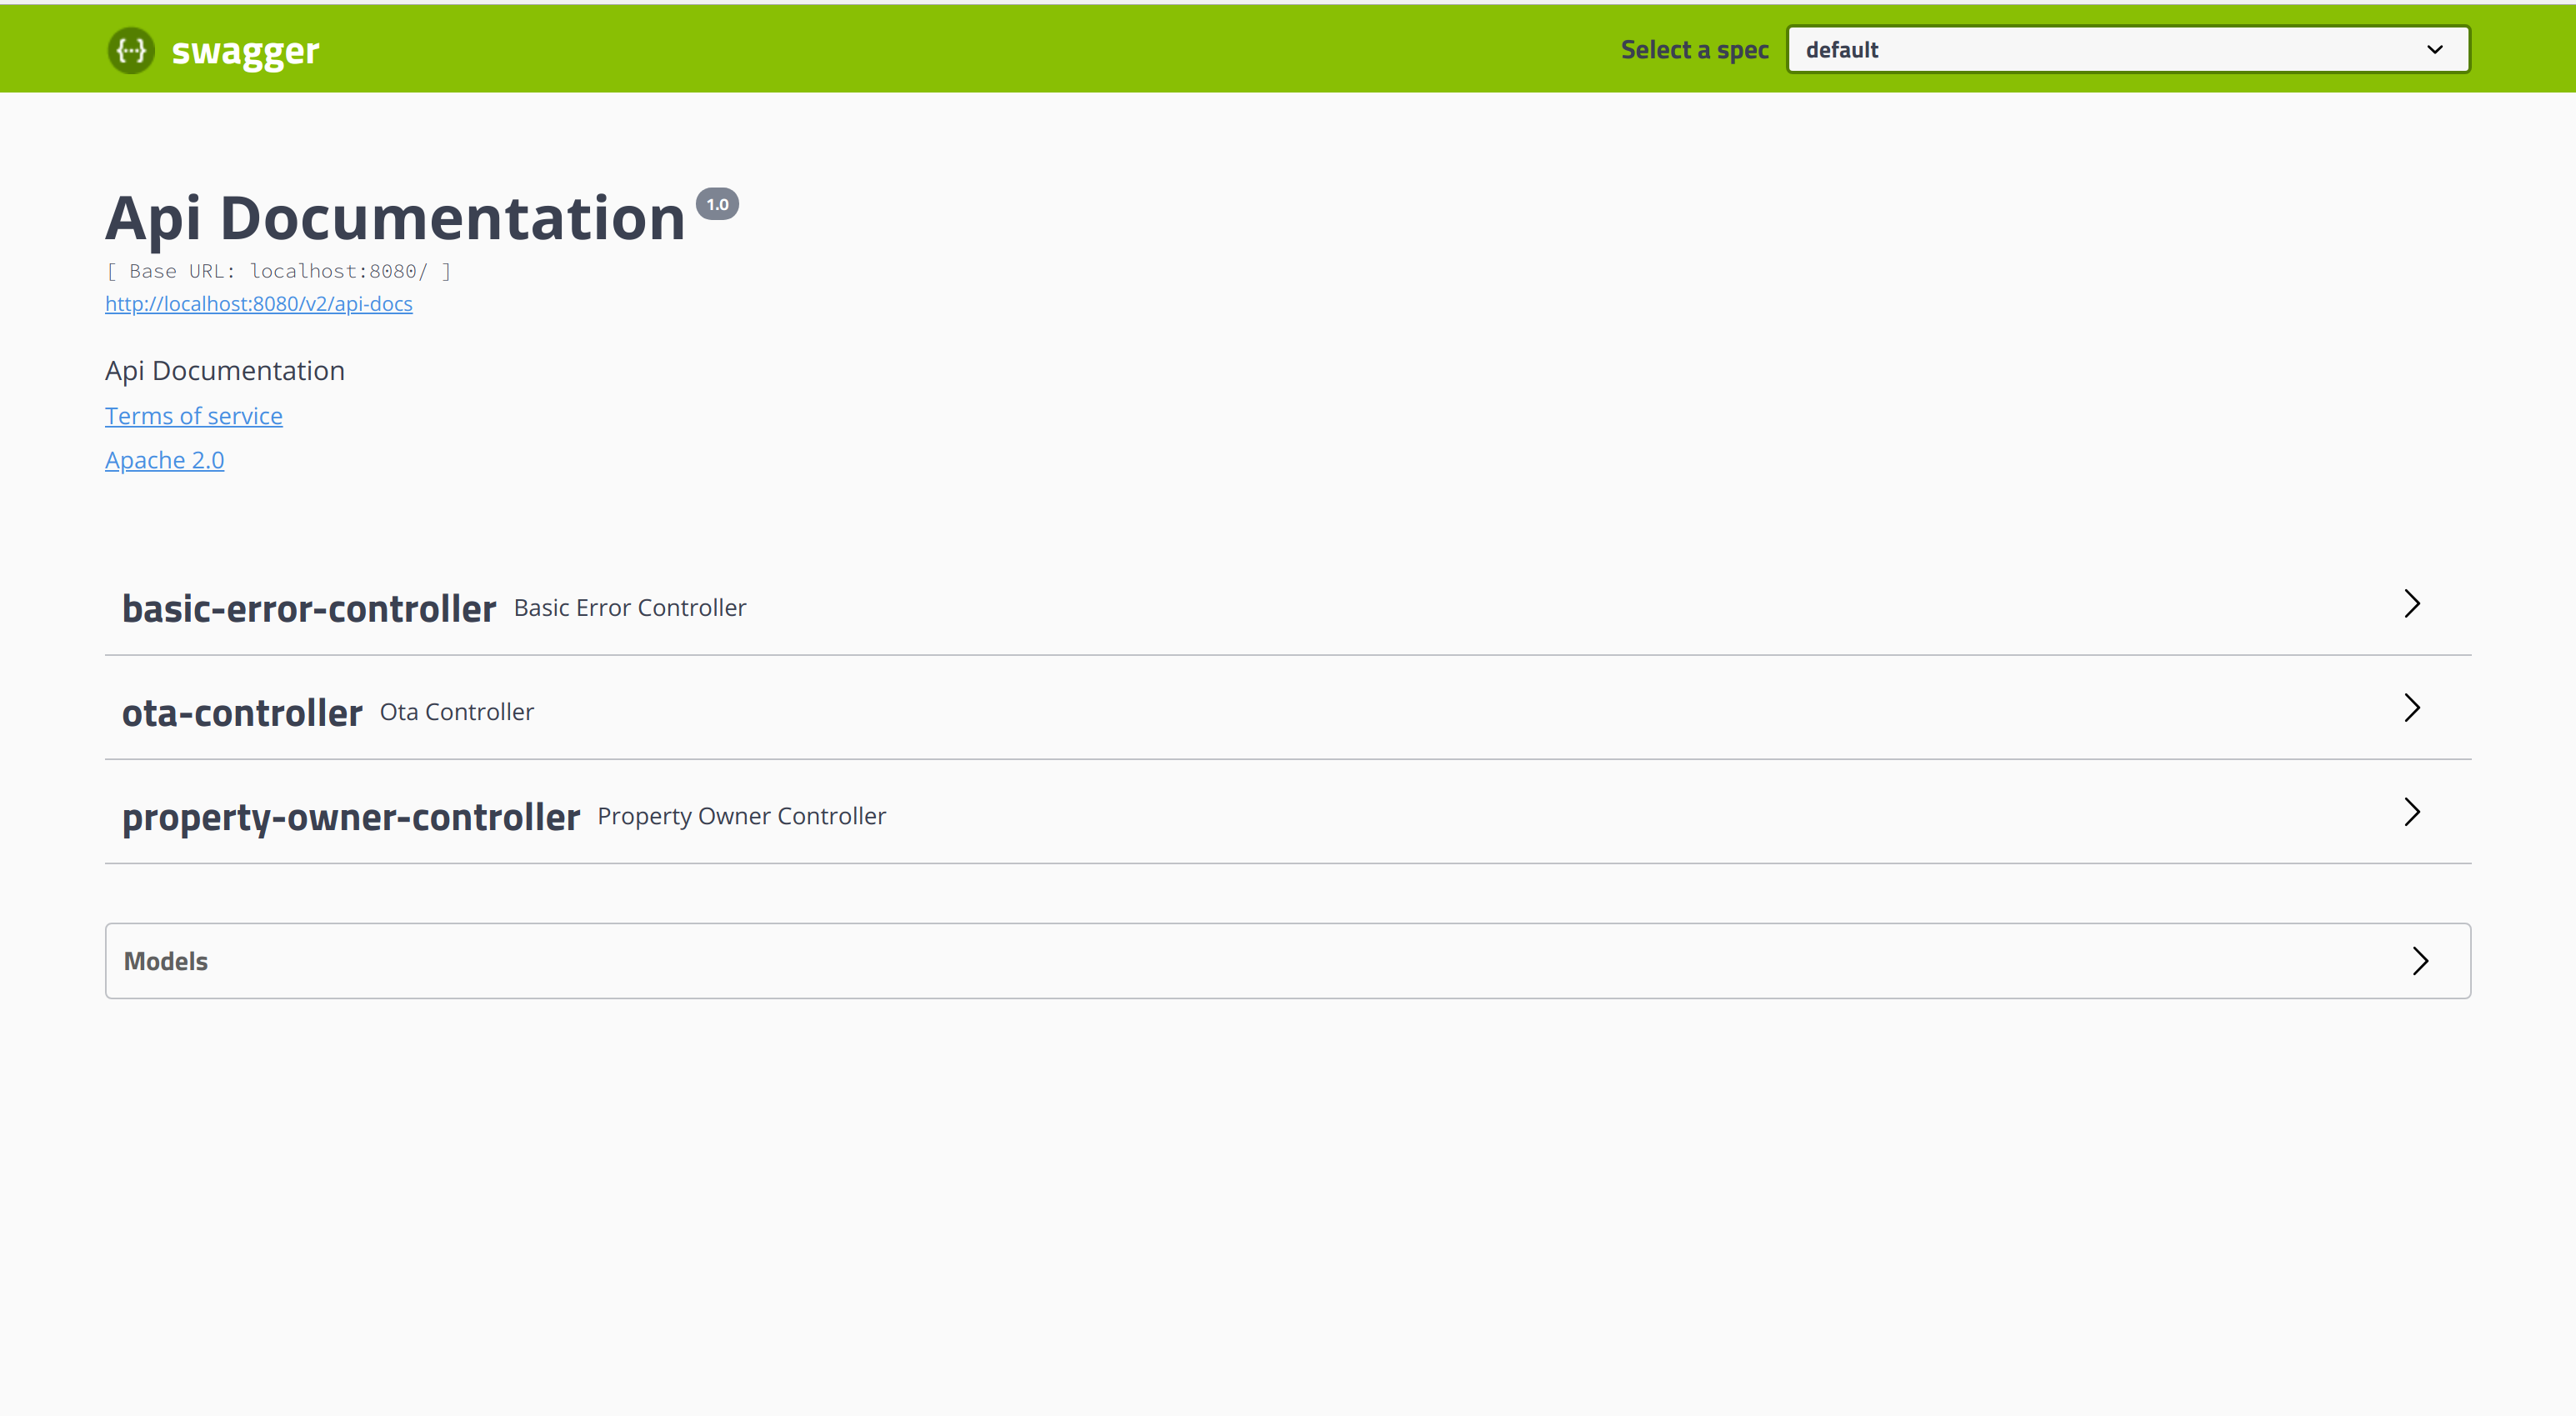 {···} swagger
Select a spec default
Api Documentation 1.0
[ Base URL: localhost:8080/ ]
http://localhost:8080/v2/api-docs
Api Documentation
Terms of service
Apache 2.0
basic-error-controller Basic Error Controller
ota-controller Ota Controller
property-owner-controller Property Owner Controller
Models